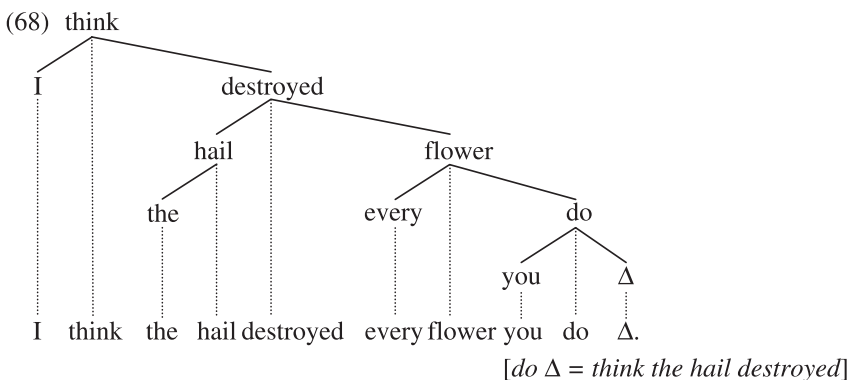 (68) think
I destroyed
hail flower
the every do
you Δ
I think the hail destroyed every flower you do Δ.
[do Δ = think the hail destroyed]